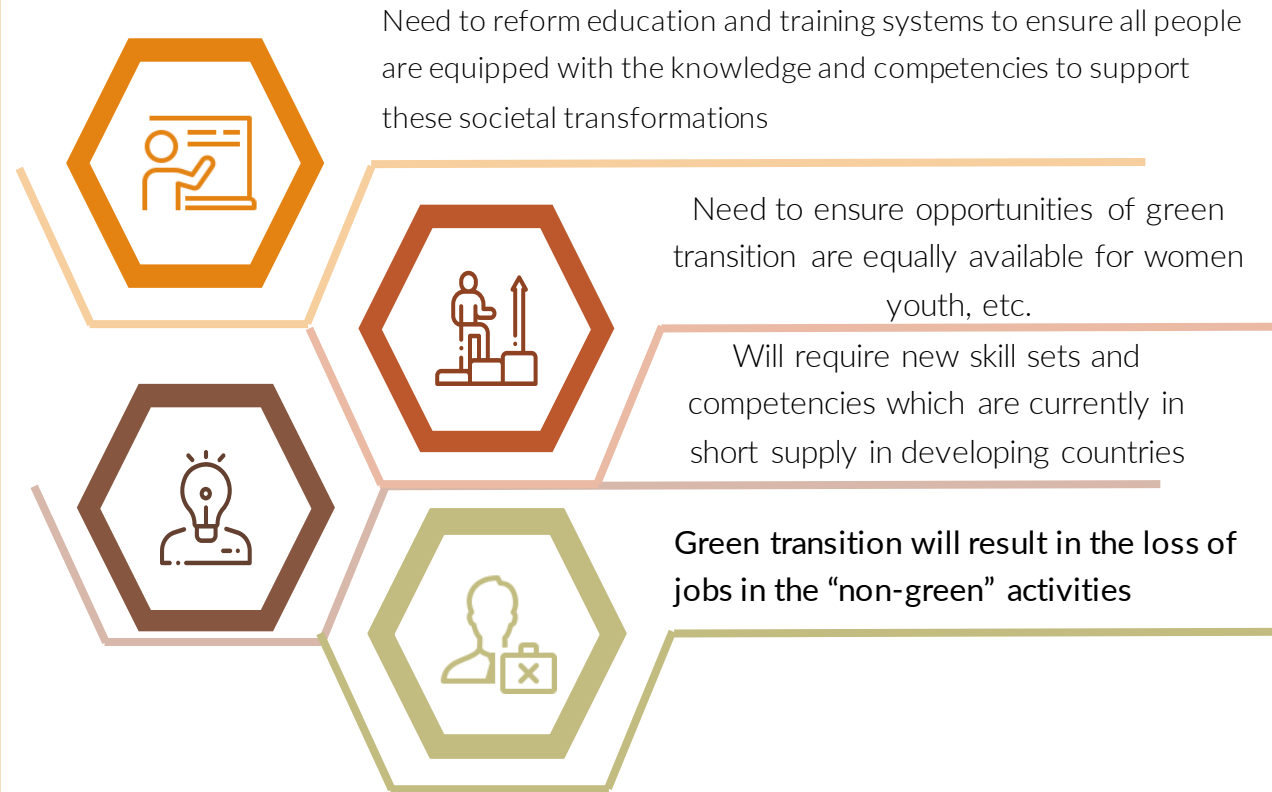 Need to reform education and training systems to ensure all people
are equipped with the knowledge and competencies to support
these societal transformations
Need to ensure opportunities of green
transition are equally available for women
youth, etc.
Will require new skill sets and
competencies which are currently in
short supply in developing countries
Green transition will result in the loss of
jobs in the “non-green” activities